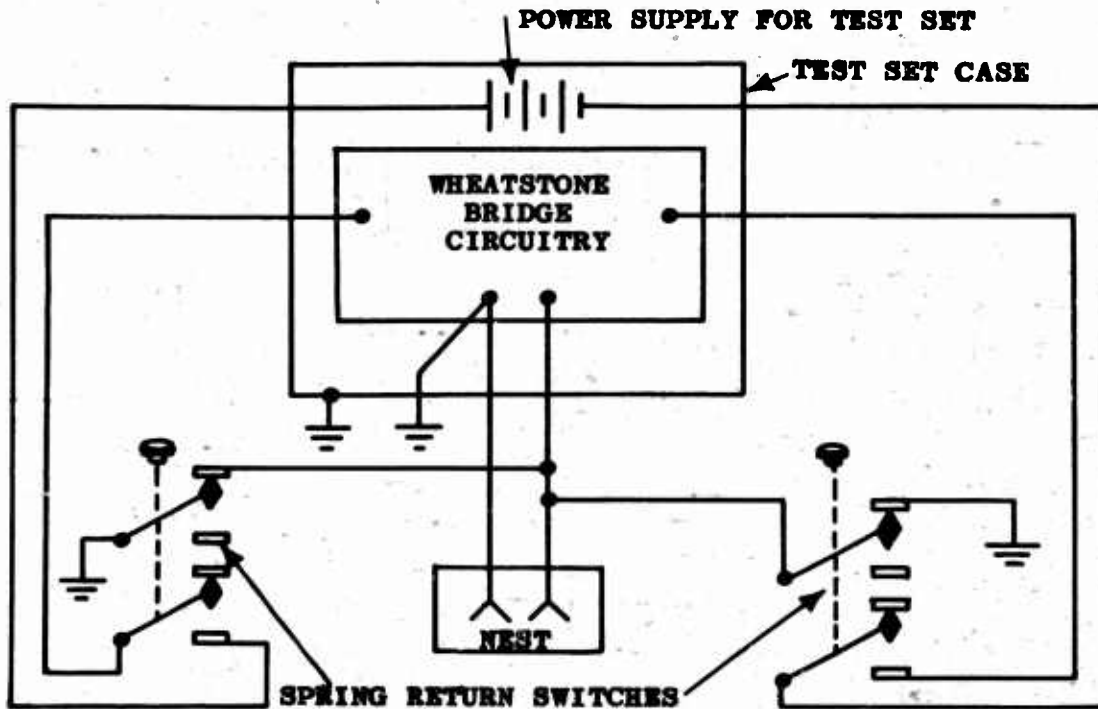 POWER SUPPLY FOR TEST SET
TEST SET CASE
WHEATSTONE
BRIDGE
CIRCUITRY
NEST
SPRING RETURN SWITCHES